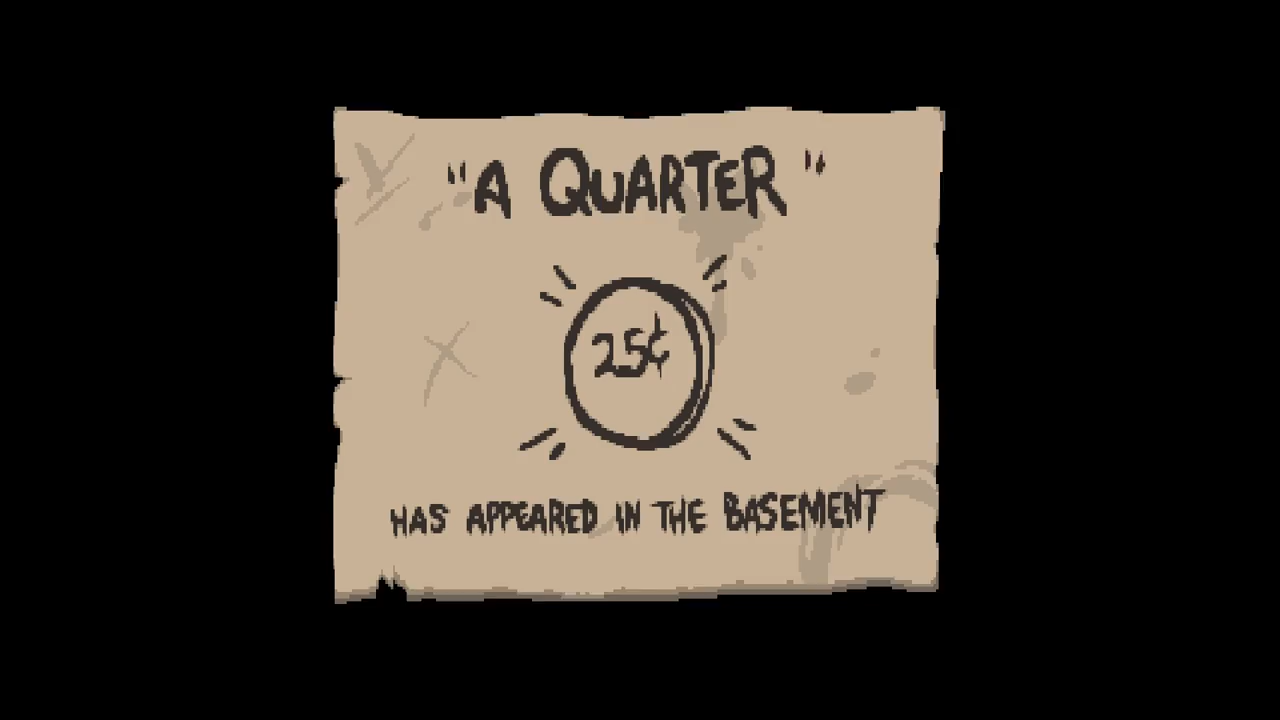 "A QUARTER"
25¢
HAS APPEARED IN THE BASEMENT